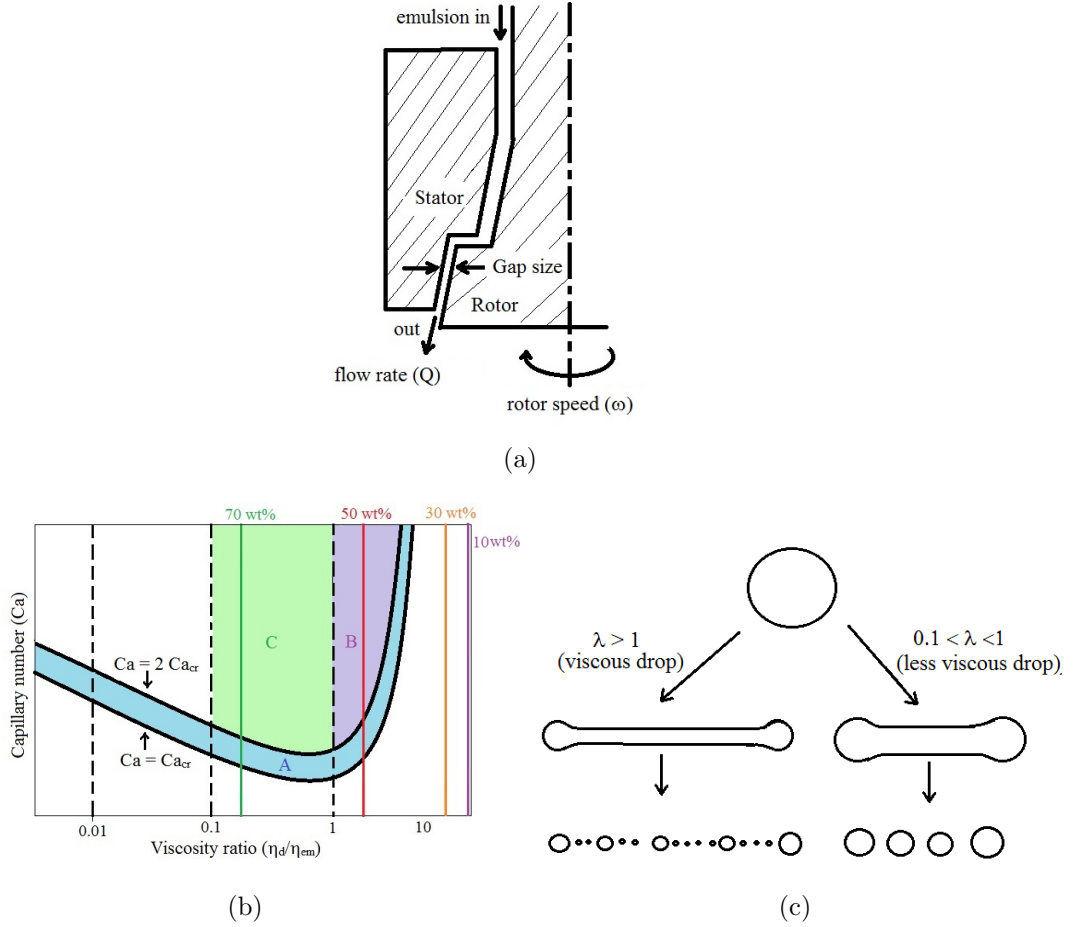 emulsion in
Stator
Gap size
Rotor
out
flow rate (Q)
rotor speed (ω)
(a)
70 wt%
50 wt%
30 wt%
10 wt%
Capillary number (Ca)
C
B
Ca = 2 Ca_cr
A
Ca = Ca_cr
0.01
0.1
1
10
Viscosity ratio (η_d/η_em)
(b)
λ > 1
(viscous drop)
0.1 < λ <1
(less viscous drop)
(c)